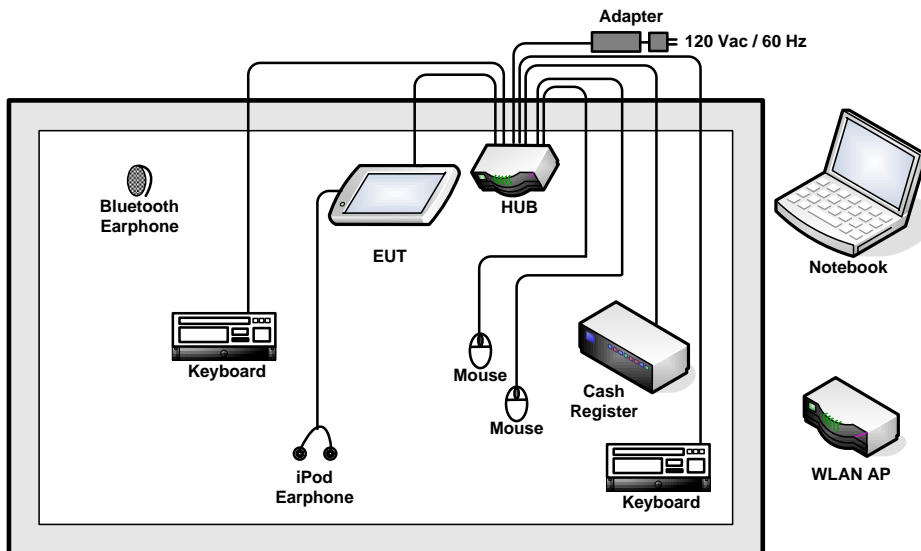 Adapter
120 Vac / 60 Hz
Bluetooth
Earphone
HUB
EUT
Notebook
Keyboard
Mouse
Mouse
Cash
Register
iPod
Earphone
Keyboard
WLAN AP